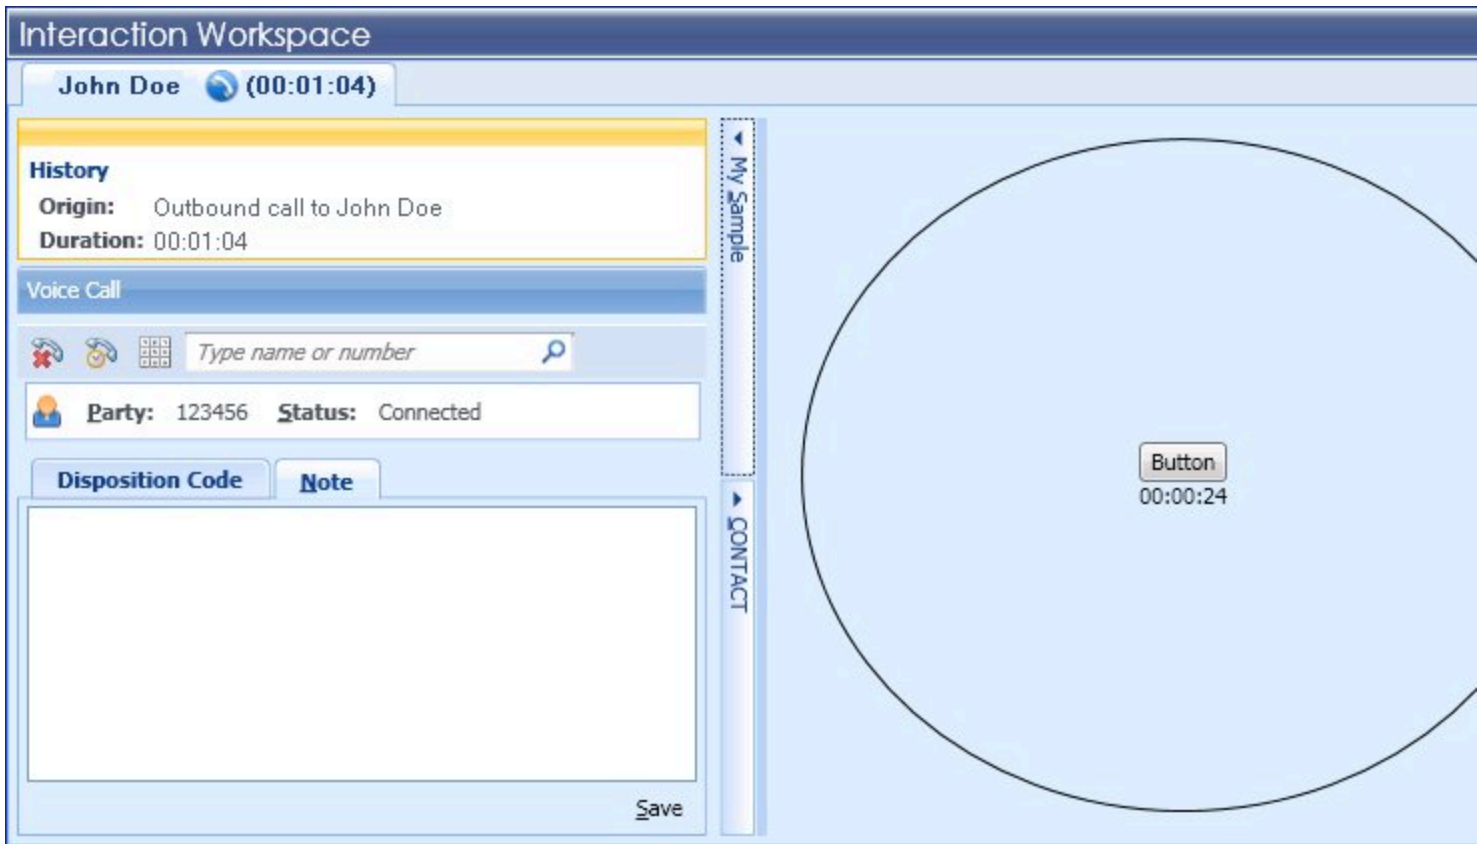 Interaction Workspace
John Doe (00:01:04)
History
Origin: Outbound call to John Doe
Duration: 00:01:04
Voice Call
Type name or number
Party: 123456 Status: Connected
Disposition Code Note
Save
My Sample
CONTACT
Button
00:00:24